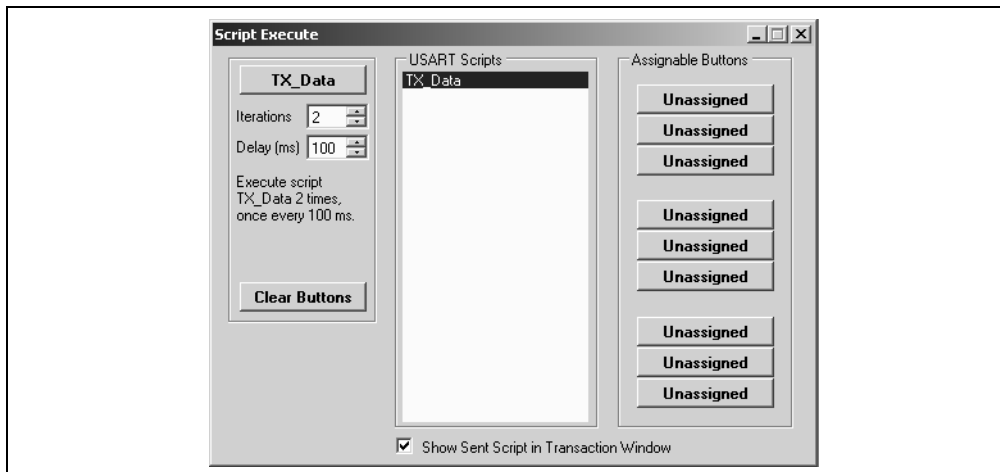 Script Execute
TX_Data
Iterations 2
Delay (ms) 100
Execute script
TX_Data 2 times,
once every 100 ms.
Clear Buttons
USART Scripts
TX_Data
Assignable Buttons
Unassigned
Unassigned
Unassigned
Unassigned
Unassigned
Unassigned
Unassigned
Unassigned
Unassigned
Show Sent Script in Transaction Window